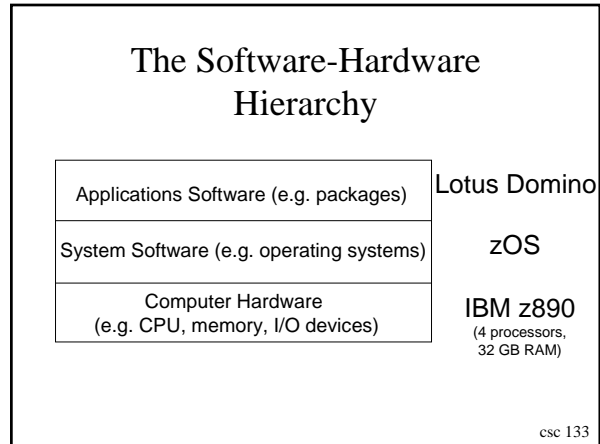 The Software-Hardware
Hierarchy
Applications Software (e.g. packages)
Lotus Domino
System Software (e.g. operating systems)
zOS
Computer Hardware
(e.g. CPU, memory, I/O devices)
IBM z890
(4 processors,
32 GB RAM)
csc 133